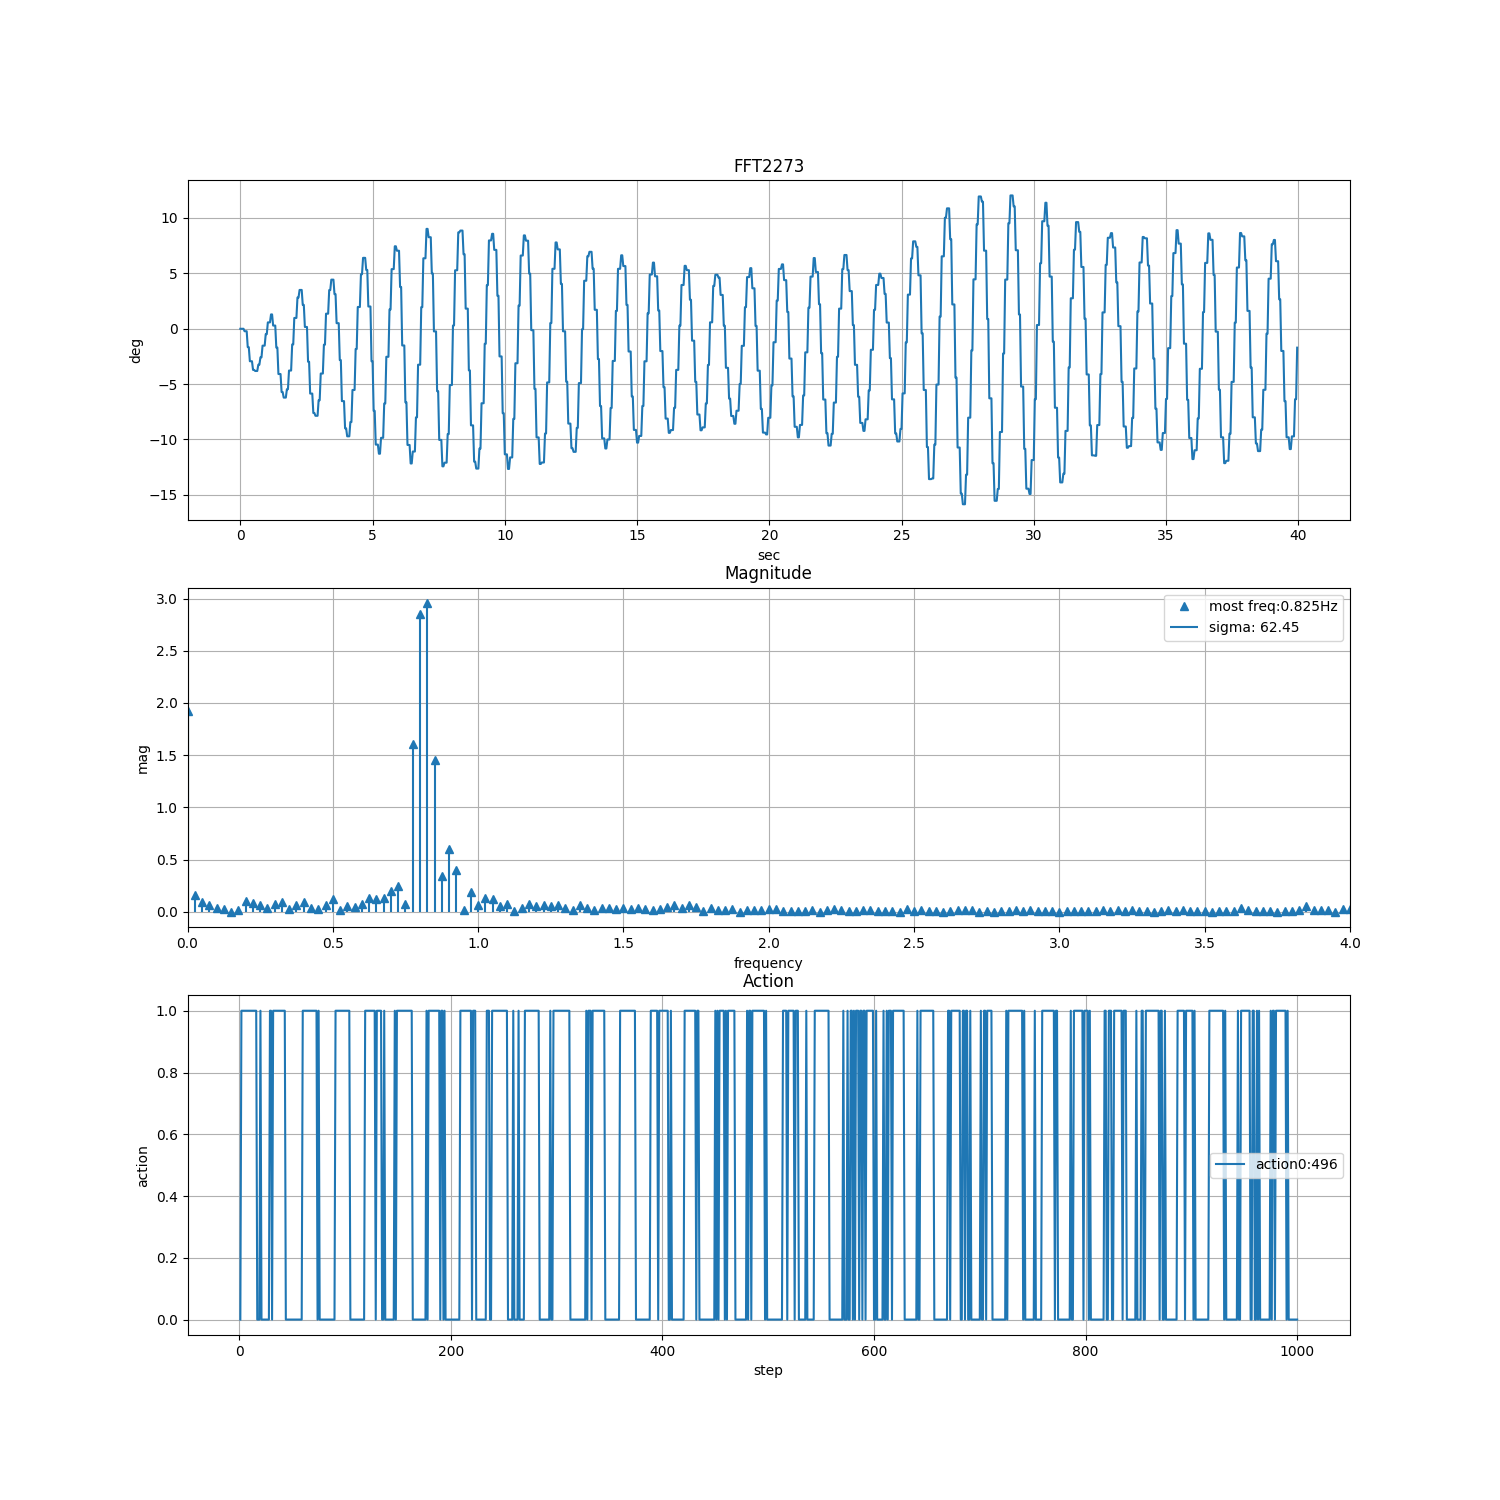 FFT2273
10
5
0
−5
−10
−15
deg
0 5 10 15 20 25 30 35 40
sec
Magnitude
3.0
2.5
2.0
1.5
1.0
0.5
0.0
mag
most freq:0.825Hz
sigma: 62.45
0.0 0.5 1.0 1.5 2.0 2.5 3.0 3.5 4.0
frequency
Action
1.0
0.8
0.6
0.4
0.2
0.0
action
action0:496
0 200 400 600 800 1000
step